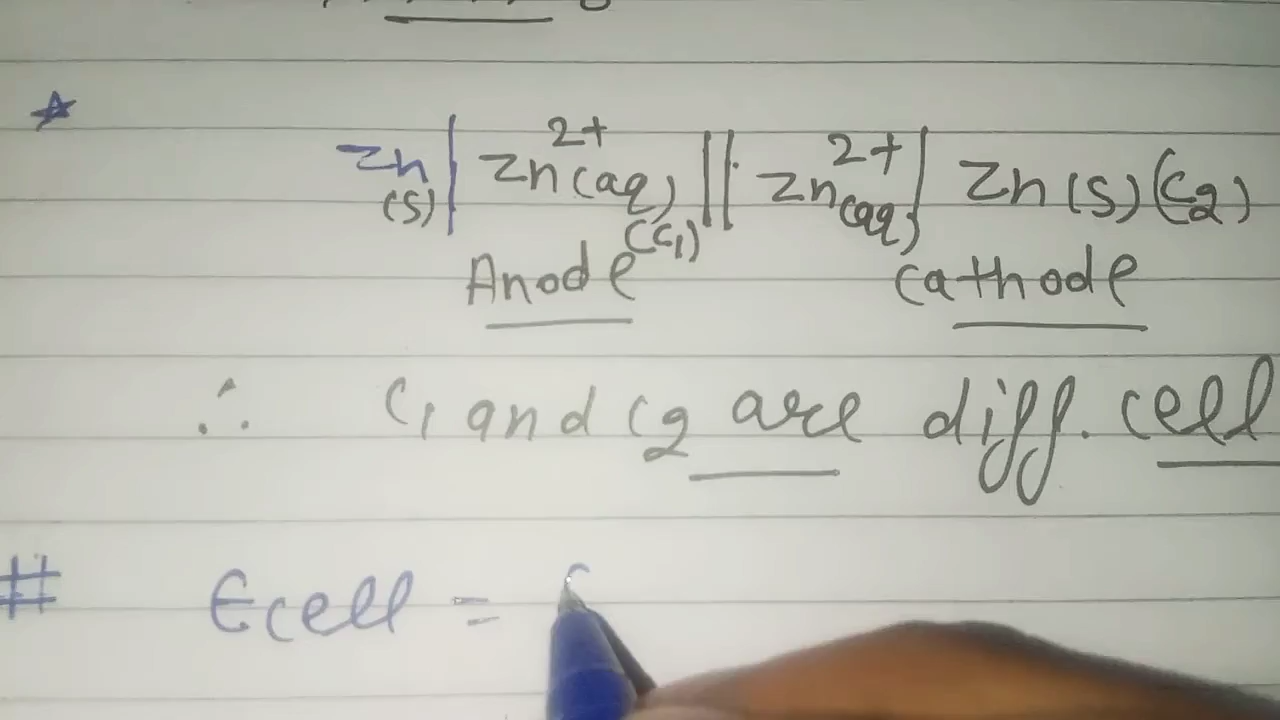 Zn(s) | Zn²⁺(aq) (C₁) || Zn²⁺(aq) | Zn(s) (C₂)
Anode Cathode
∴ C₁ and C₂ are diff. cell
# Ecell =